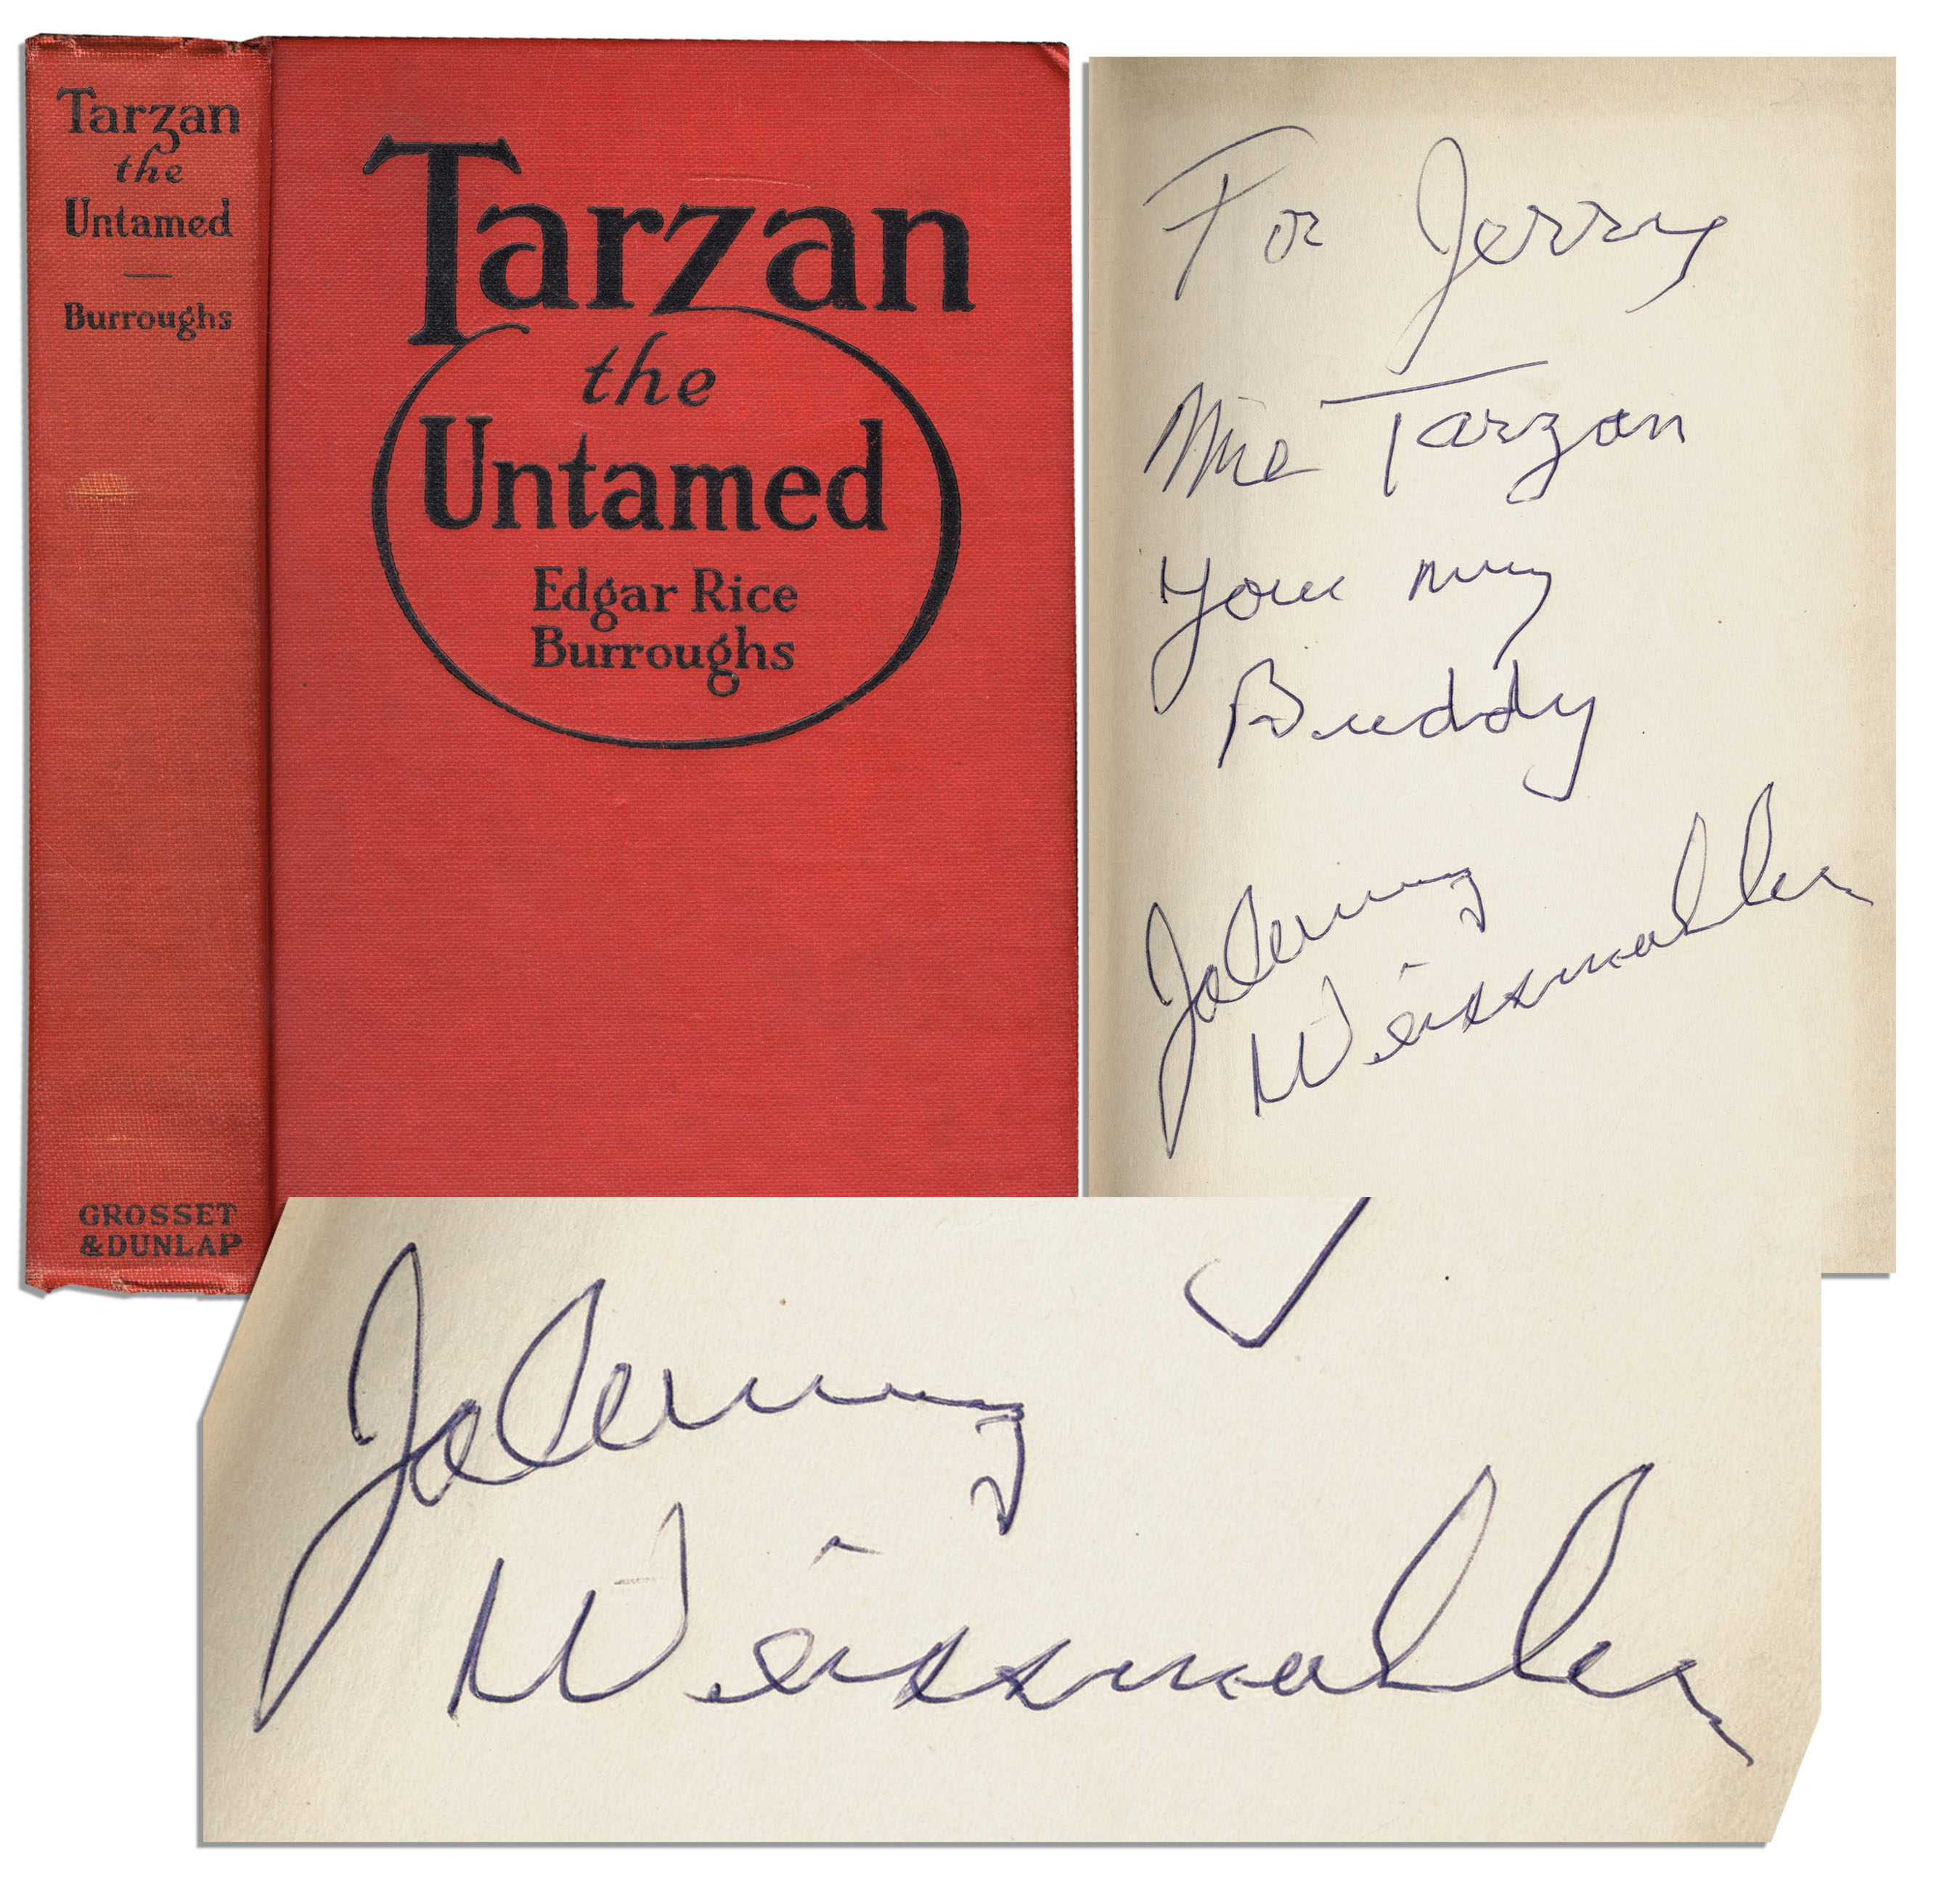 Tarzan
the
Untamed
Burroughs
GROSSET
& DUNLAP
Tarzan
the
Untamed
Edgar Rice
Burroughs
For Jerry
Me Tarzan
You my
Buddy
Johnny
Weissmuller
Johnny
Weissmuller